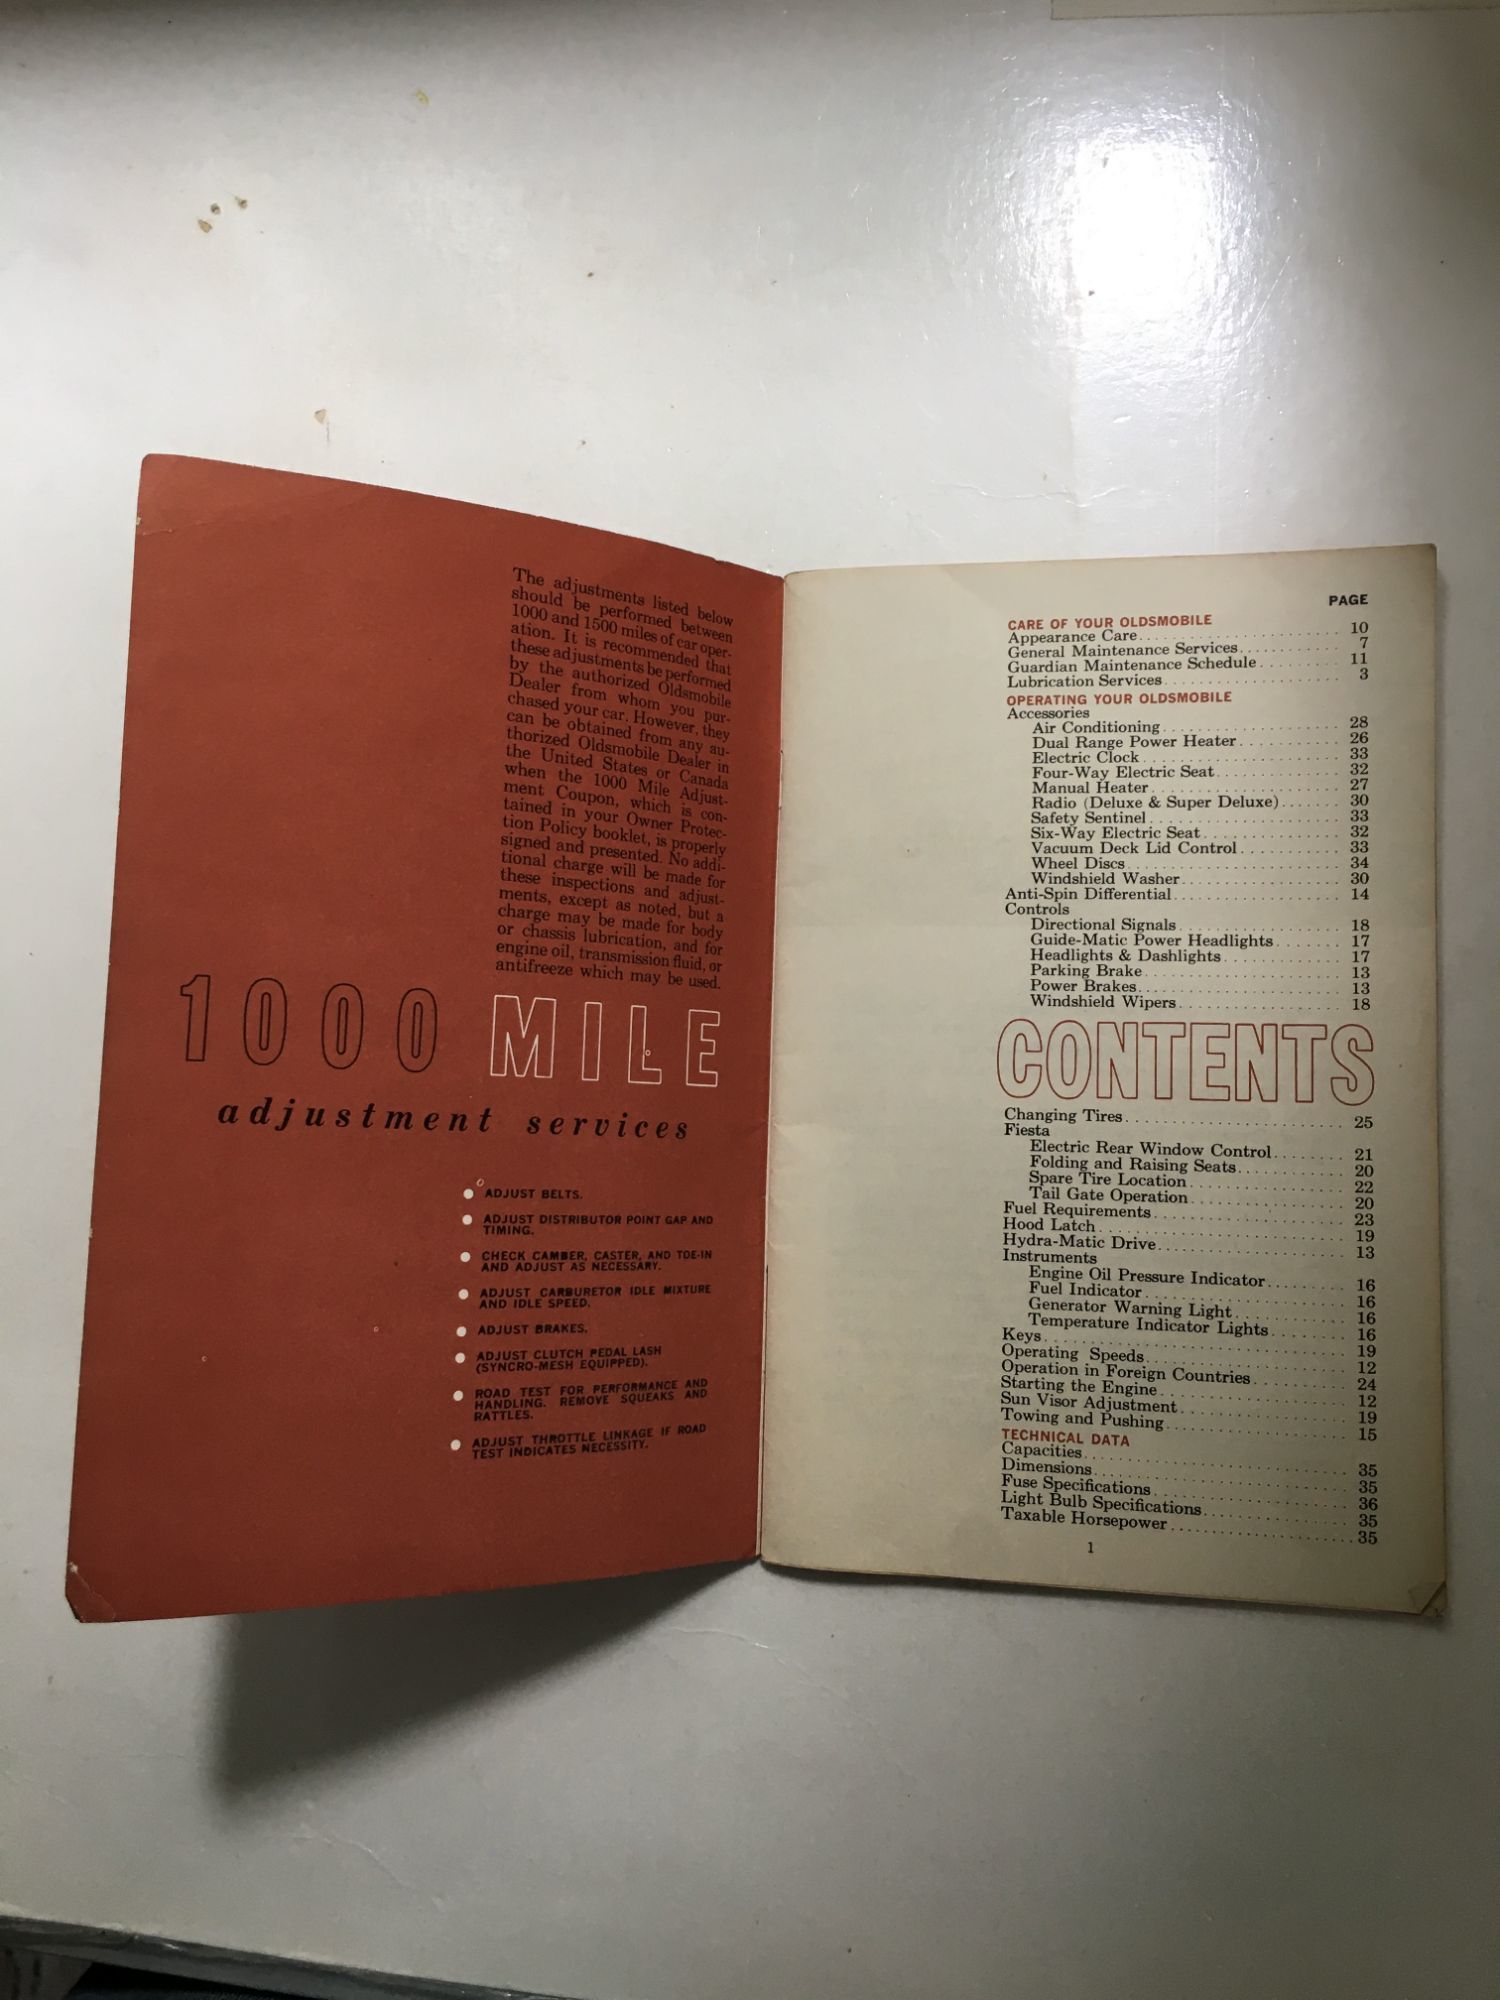 The adjustments listed below
should be performed between
1000 and 1500 miles of car oper-
ation. It is recommended that
these adjustments be performed
by the authorized Oldsmobile
Dealer from whom you pur-
chased your car. However, they
can be obtained from any au-
thorized Oldsmobile Dealer in
the United States or Canada
when the 1000 Mile Adjust-
ment Coupon, which is con-
tained in your Owner Protec-
tion Policy booklet, is properly
signed and presented. No addi-
tional charge will be made for
these inspections and adjust-
ments, except as noted, but a
charge may be made for body
or chassis lubrication, and for
engine oil, transmission fluid, or
antifreeze which may be used.
1000 MILE
adjustment services
● ADJUST BELTS.
● ADJUST DISTRIBUTOR POINT GAP AND
TIMING.
● CHECK CAMBER, CASTER, AND TOE-IN
AND ADJUST AS NECESSARY.
● ADJUST CARBURETOR IDLE MIXTURE
AND IDLE SPEED.
● ADJUST BRAKES.
● ADJUST CLUTCH PEDAL LASH
(SYNCRO-MESH EQUIPPED).
● ROAD TEST FOR PERFORMANCE AND
HANDLING. REMOVE SQUEAKS AND
RATTLES.
● ADJUST THROTTLE LINKAGE IF ROAD
TEST INDICATES NECESSITY.
PAGE
CARE OF YOUR OLDSMOBILE
Appearance Care 10
General Maintenance Services 7
Guardian Maintenance Schedule 11
Lubrication Services 3
OPERATING YOUR OLDSMOBILE
Accessories
Air Conditioning 28
Dual Range Power Heater 26
Electric Clock 33
Four-Way Electric Seat 32
Manual Heater 27
Radio (Deluxe & Super Deluxe) 30
Safety Sentinel 33
Six-Way Electric Seat 32
Vacuum Deck Lid Control 33
Wheel Discs 34
Windshield Washer 30
Anti-Spin Differential 14
Controls
Directional Signals 18
Guide-Matic Power Headlights 17
Headlights & Dashlights 17
Parking Brake 13
Power Brakes 13
Windshield Wipers 18
CONTENTS
Changing Tires 25
Fiesta
Electric Rear Window Control 21
Folding and Raising Seats 20
Spare Tire Location 22
Tail Gate Operation 20
Fuel Requirements 23
Hood Latch 19
Hydra-Matic Drive 13
Instruments
Engine Oil Pressure Indicator 16
Fuel Indicator 16
Generator Warning Light 16
Temperature Indicator Lights 16
Keys 19
Operating Speeds 12
Operation in Foreign Countries 24
Starting the Engine 12
Sun Visor Adjustment 19
Towing and Pushing 15
TECHNICAL DATA
Capacities 35
Dimensions 35
Fuse Specifications 36
Light Bulb Specifications 35
Taxable Horsepower 35
1